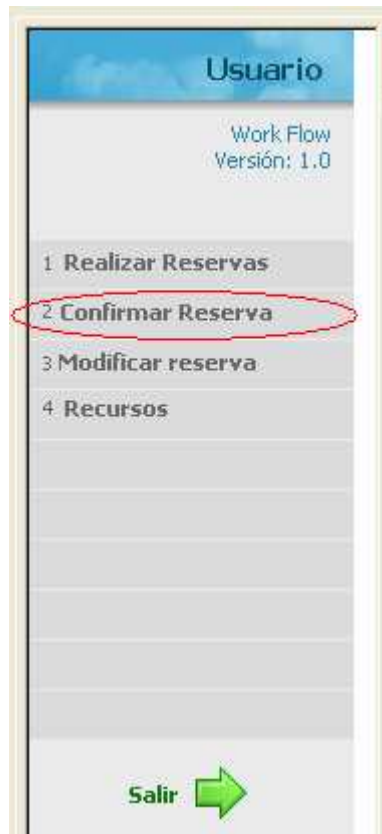 Usuario
Work Flow
Versión: 1.0
1 Realizar Reservas
2 Confirmar Reserva
3 Modificar reserva
4 Recursos
Salir